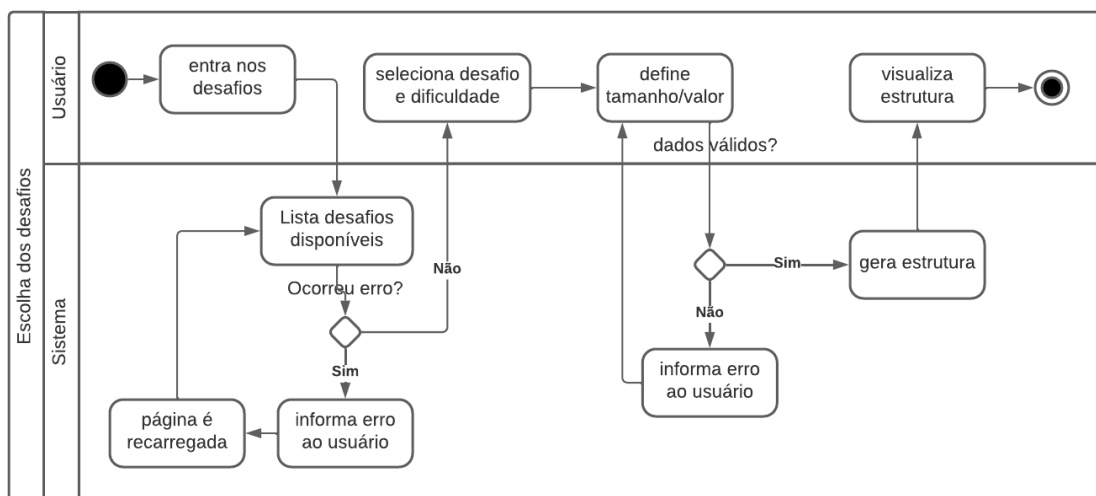 Escolha dos desafios
Usuário
entra nos
desafios
seleciona desafio
e dificuldade
define
tamanho/valor
visualiza
estrutura
dados válidos?
Sistema
Lista desafios
disponíveis
Ocorreu erro?
Não
Sim
página é
recarregada
informa erro
ao usuário
Sim
gera estrutura
Não
informa erro
ao usuário